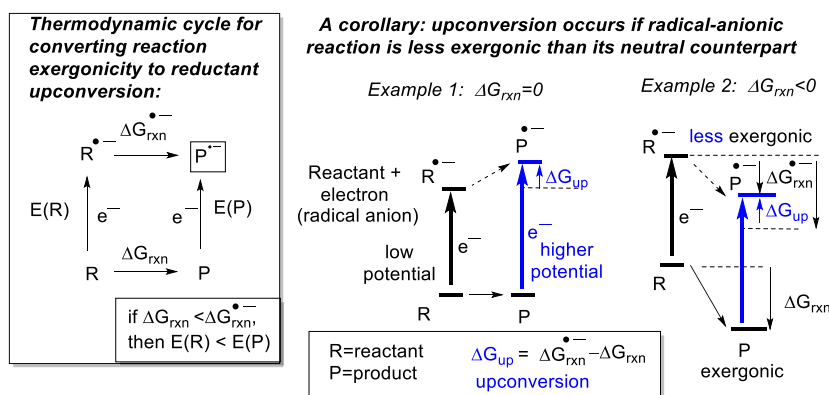 Thermodynamic cycle for
converting reaction
exergonicity to reductant
upconversion:
ΔG•—rxn
R•— P•—
E(R) e— e— E(P)
ΔGrxn
R P
if ΔGrxn <ΔG•—rxn,
then E(R) < E(P)
A corollary: upconversion occurs if radical-anionic
reaction is less exergonic than its neutral counterpart
Example 1: ΔGrxn=0
P•—
R•—
ΔGup
Reactant +
electron
(radical anion)
e— e—
low
potential
higher
potential
R P
Example 2: ΔGrxn<0
R•— less exergonic
P•— ΔG•—rxn
ΔGup
e—
R
ΔGrxn
P
exergonic
R=reactant ΔGup = ΔG•—rxn –ΔGrxn
P=product upconversion